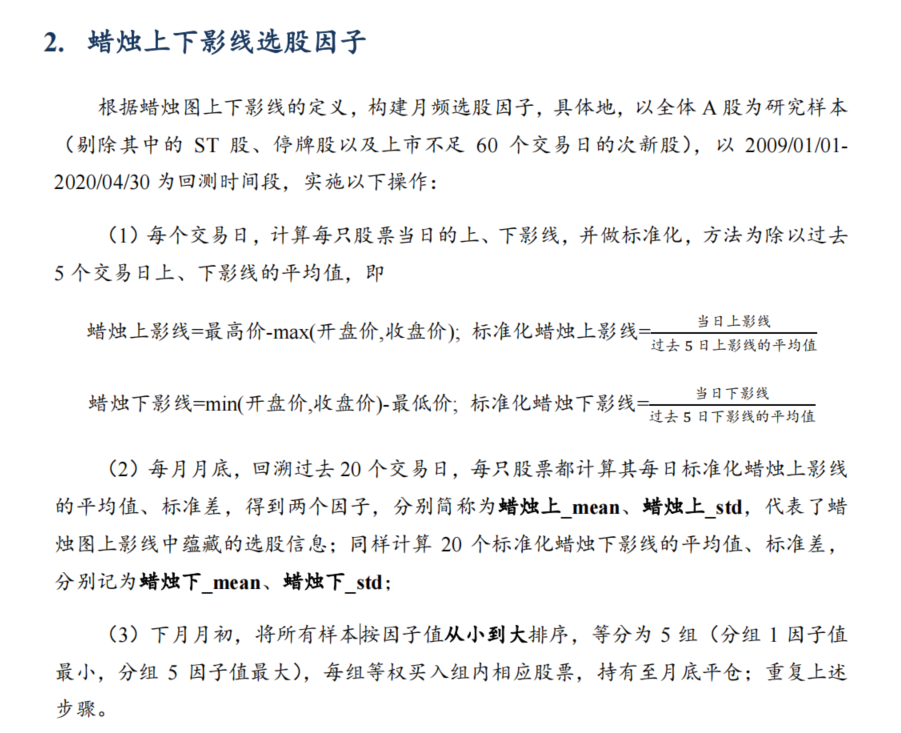 2. 蜡烛上下影线选股因子
根据蜡烛图上下影线的定义，构建月频选股因子，具体地，以全体 A 股为研究样本
（剔除其中的 ST 股、停牌股以及上市不足 60 个交易日的次新股），以 2009/01/01-
2020/04/30 为回测时间段，实施以下操作：
（1）每个交易日，计算每只股票当日的上、下影线，并做标准化，方法为除以过去
5 个交易日上、下影线的平均值，即
蜡烛上影线=最高价-max(开盘价,收盘价); 标准化蜡烛上影线=当日上影线
过去 5 日上影线的平均值
蜡烛下影线=min(开盘价,收盘价)-最低价; 标准化蜡烛下影线=当日下影线
过去 5 日下影线的平均值
（2）每月月底，回溯过去 20 个交易日，每只股票都计算其每日标准化蜡烛上影线
的平均值、标准差，得到两个因子，分别简称为蜡烛上_mean、蜡烛上_std，代表了蜡
烛图上影线中蕴藏的选股信息；同样计算 20 个标准化蜡烛下影线的平均值、标准差，
分别记为蜡烛下_mean、蜡烛下_std；
（3）下月月初，将所有样本按因子值从小到大排序，等分为 5 组（分组 1 因子值
最小，分组 5 因子值最大），每组等权买入组内相应股票，持有至月底平仓；重复上述
步骤。